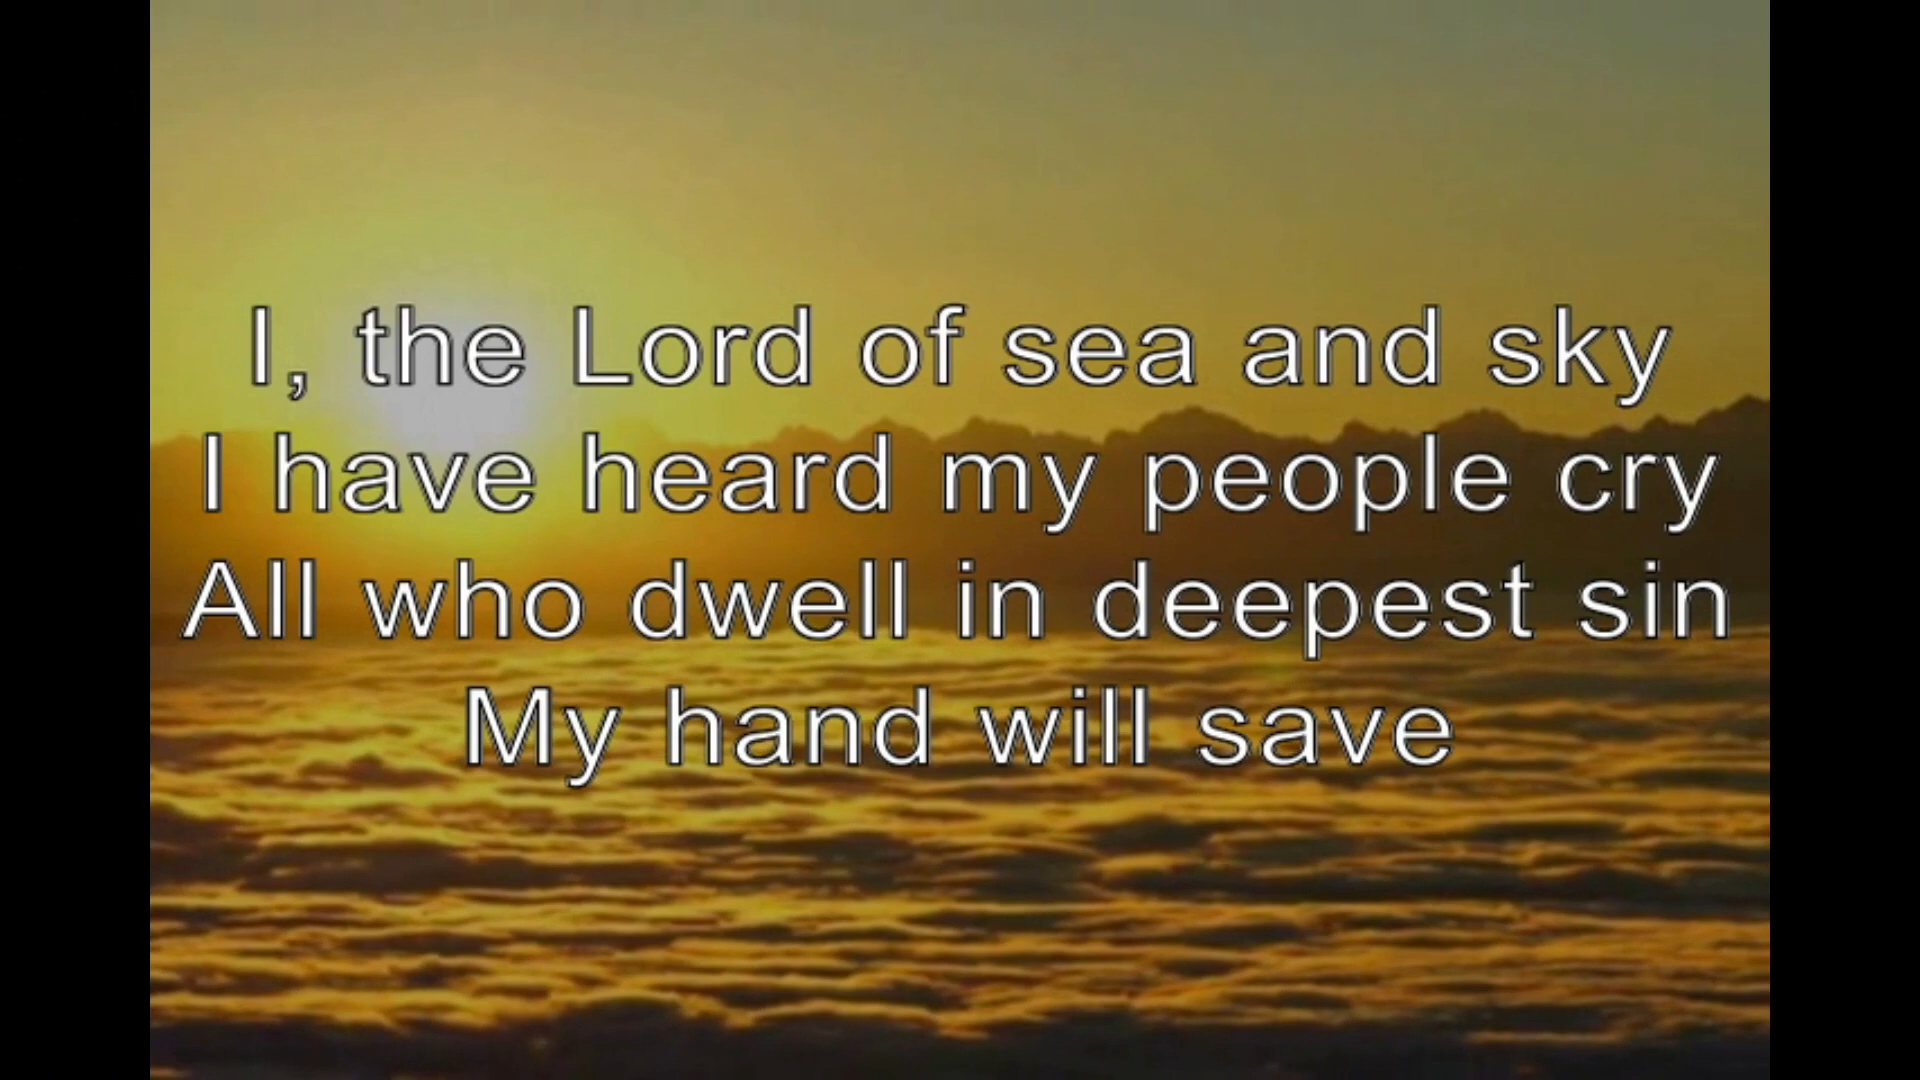 I, the Lord of sea and sky
I have heard my people cry
All who dwell in deepest sin
My hand will save